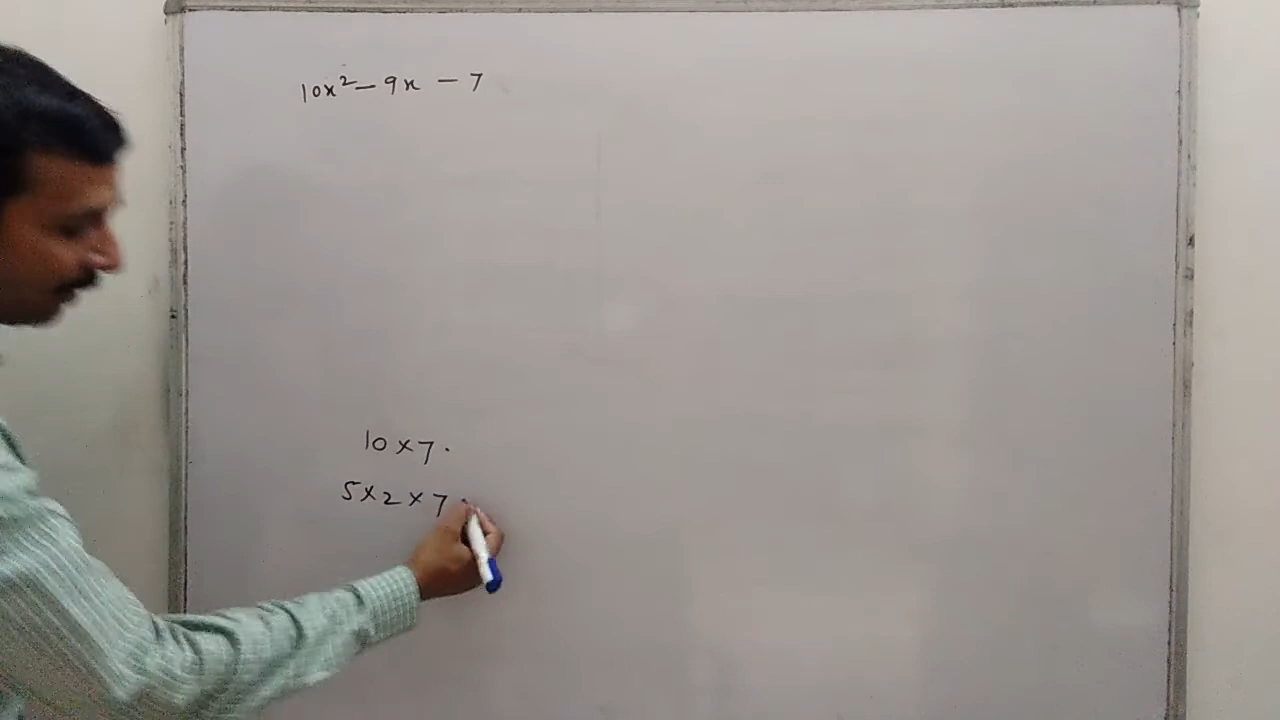 10x² - 9x - 7
10 × 7 .
5 × 2 × 7